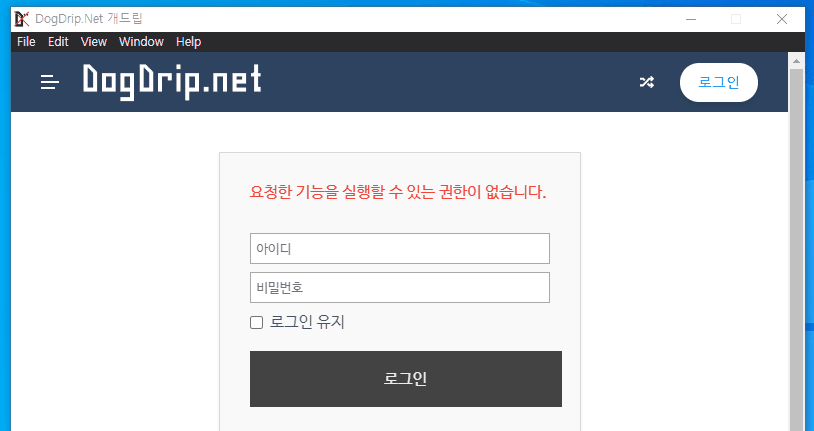 DogDrip.Net 개드립
File Edit View Window Help
DogDrip.net
로그인
요청한 기능을 실행할 수 있는 권한이 없습니다.
아이디
비밀번호
로그인 유지
로그인